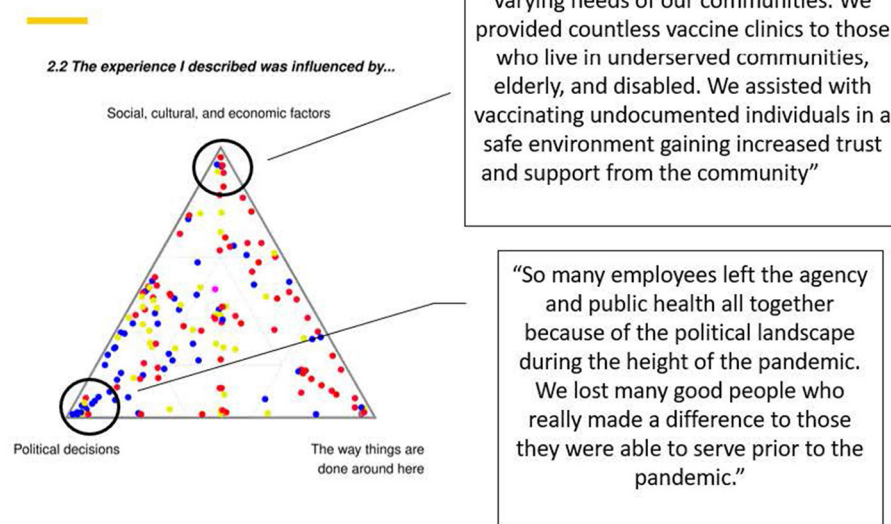 2.2 The experience I described was influenced by...
Social, cultural, and economic factors
Political decisions
The way things are
done around here
varying needs of our communities. We
provided countless vaccine clinics to those
who live in underserved communities,
elderly, and disabled. We assisted with
vaccinating undocumented individuals in a
safe environment gaining increased trust
and support from the community”
“So many employees left the agency
and public health all together
because of the political landscape
during the height of the pandemic.
We lost many good people who
really made a difference to those
they were able to serve prior to the
pandemic.”